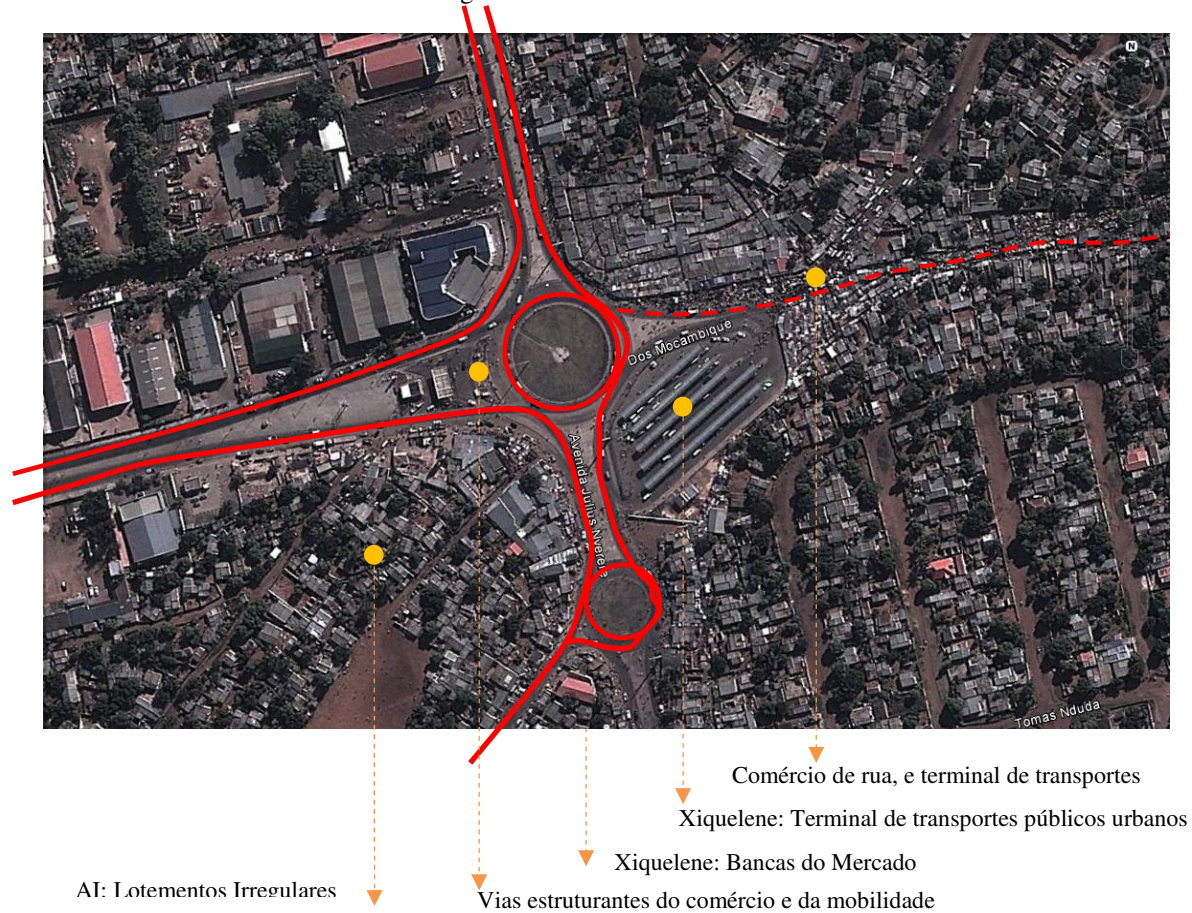 N
Dos Mocambique
Avenida Julius Nyerere
Tomas Nduda
Comércio de rua, e terminal de transportes
Xiquelene: Terminal de transportes públicos urbanos
Xiquelene: Bancas do Mercado
AI: Lotementos Irregulares
Vias estruturantes do comércio e da mobilidade